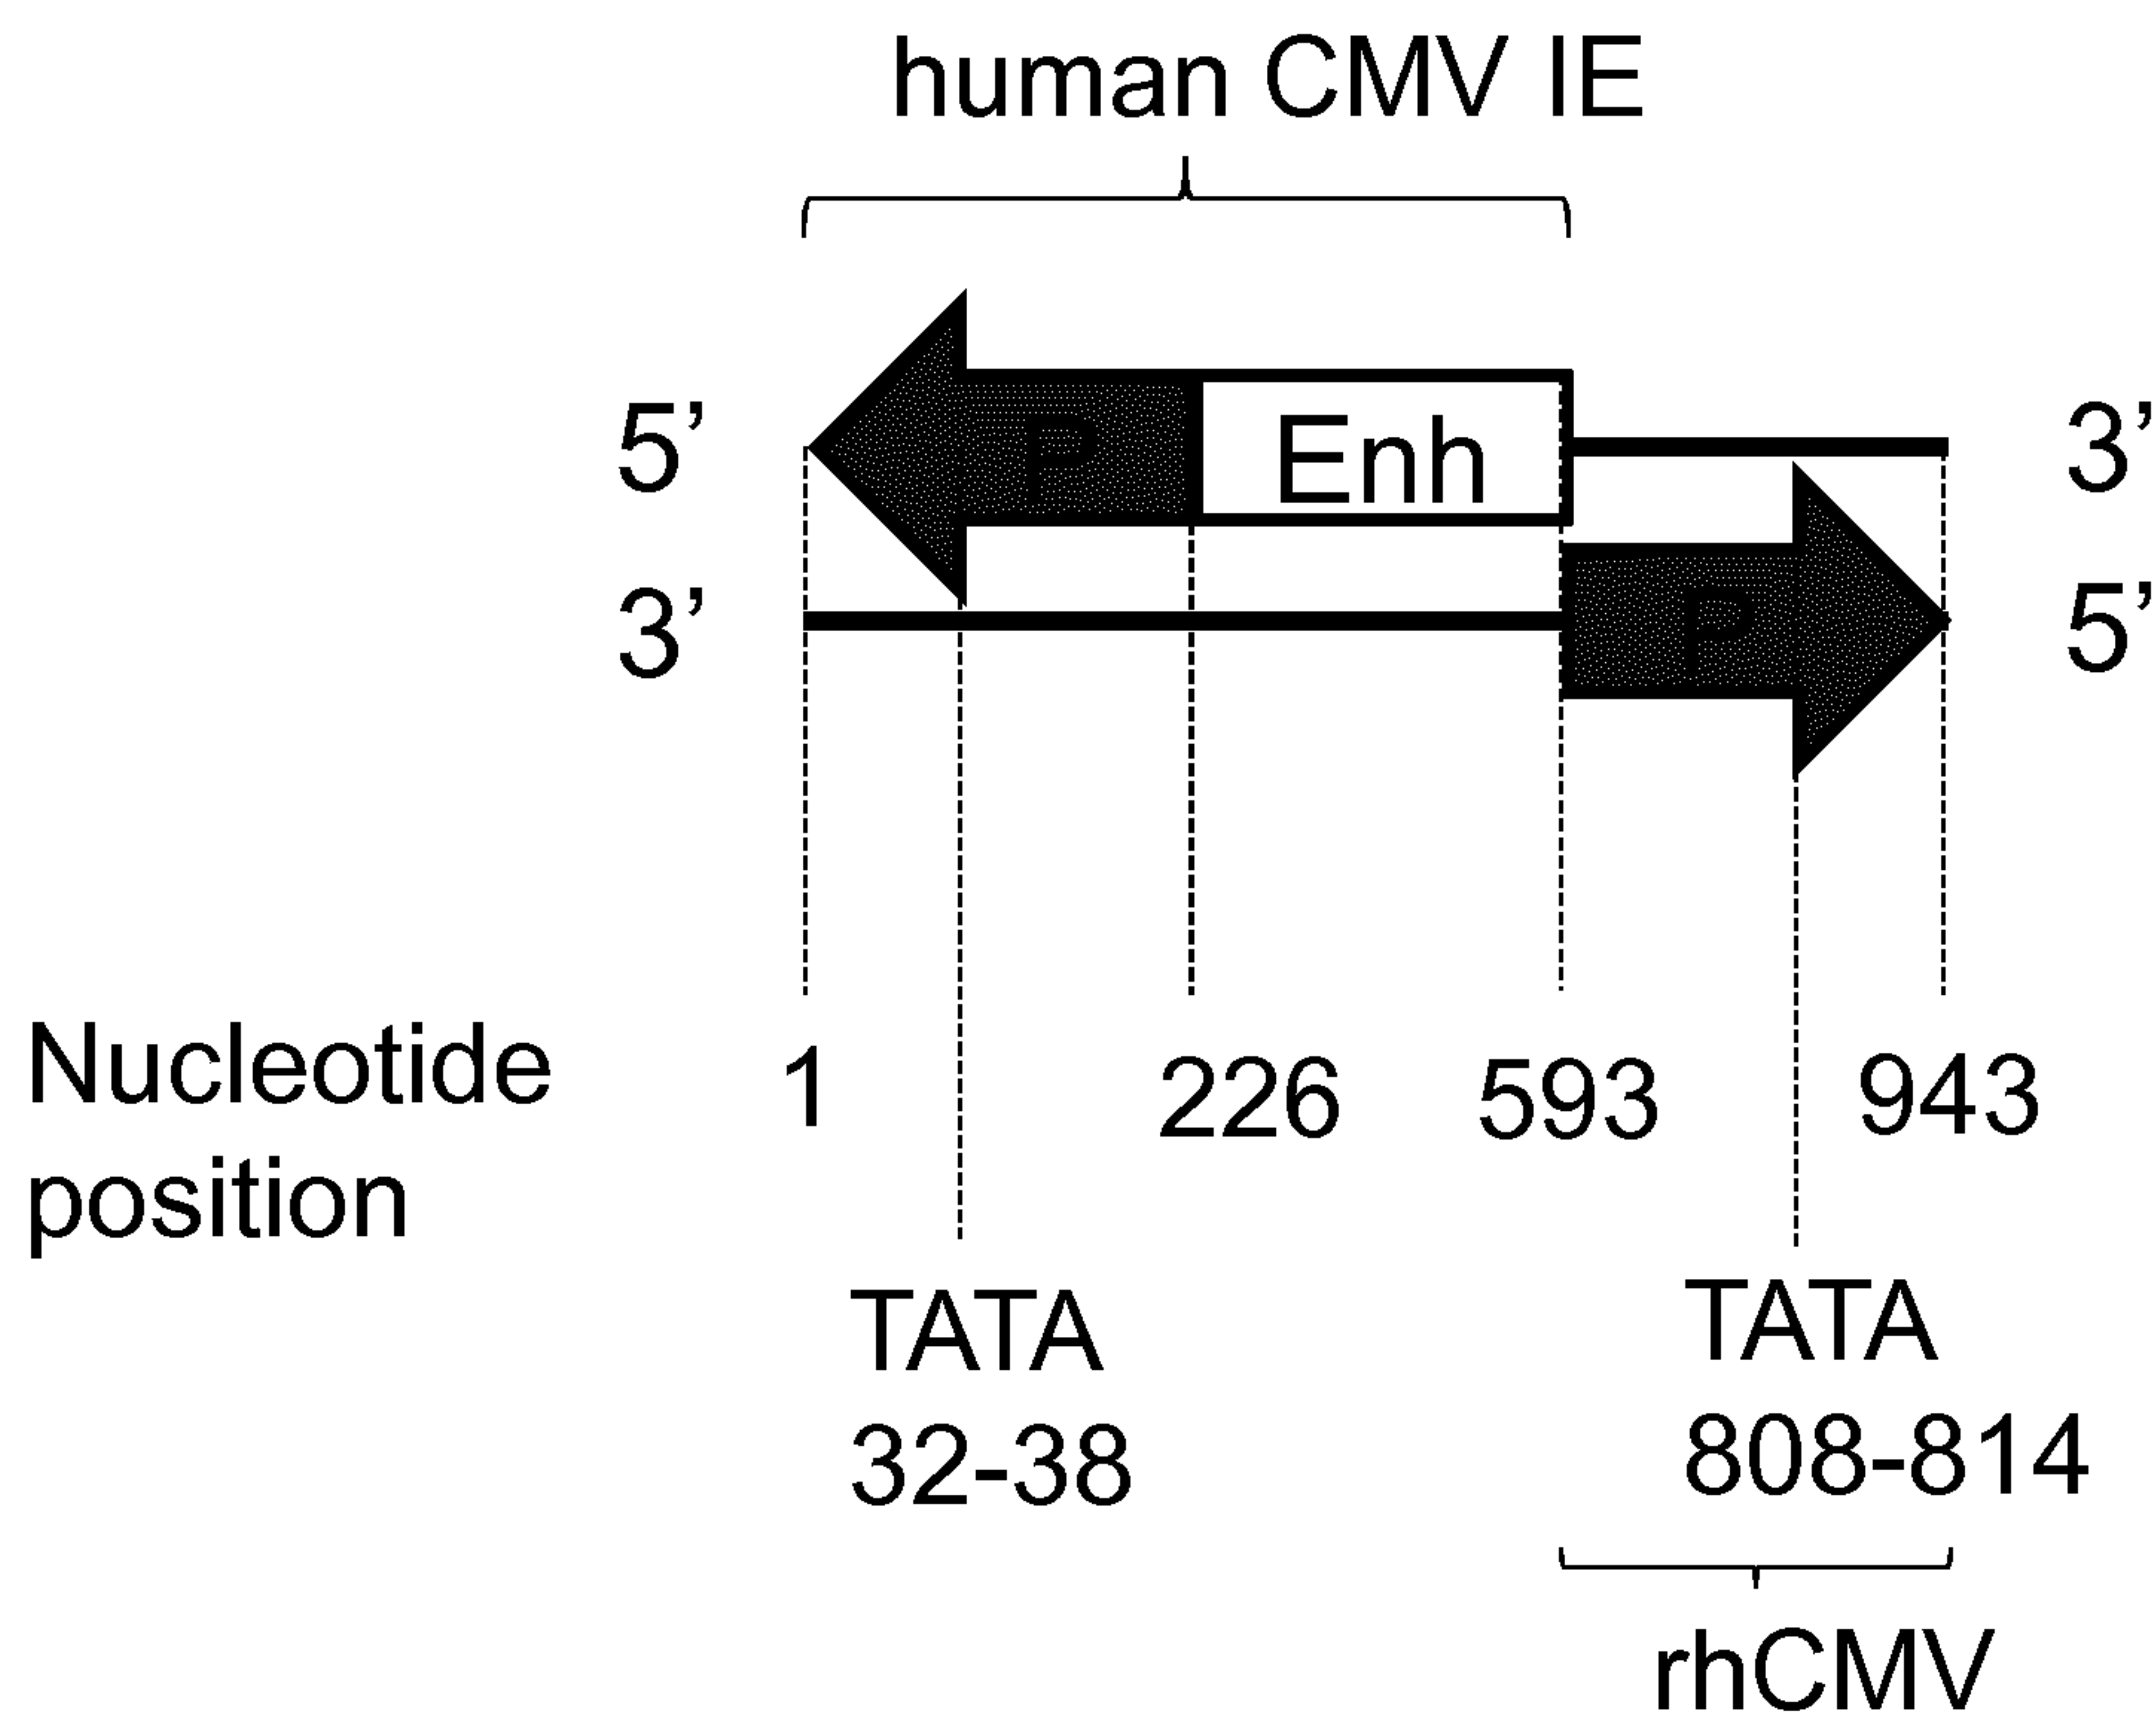 human CMV IE
5’ P Enh 3’
3’ P 5’
Nucleotide
position
1 226 593 943
TATA
32-38
TATA
808-814
rhCMV